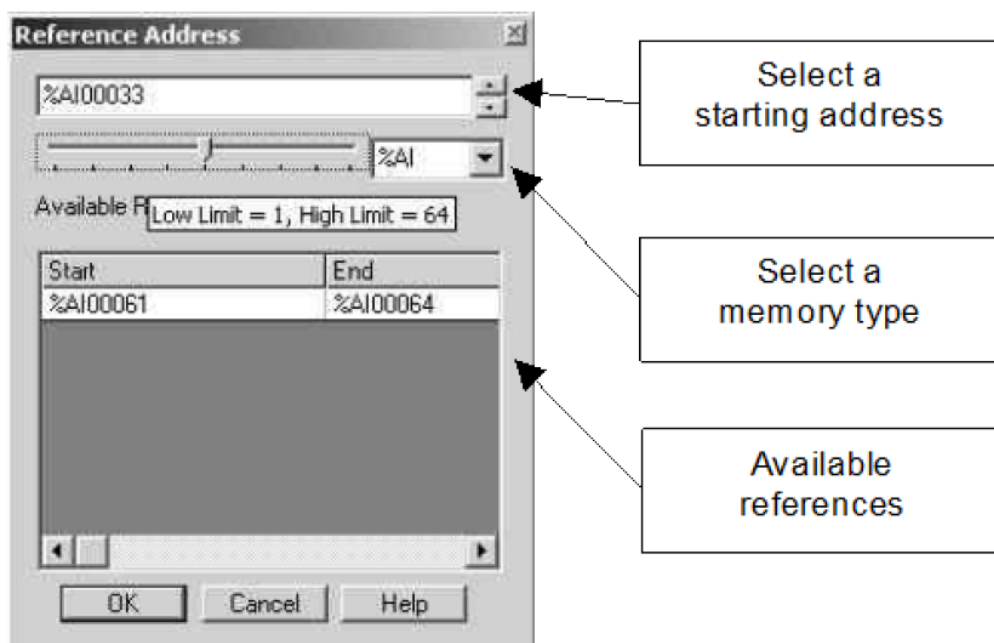 Reference Address
%AI00033
%AI
Available R
Low Limit = 1, High Limit = 64
Start End
%AI00061 %AI00064
OK Cancel Help
Select a
starting address
Select a
memory type
Available
references